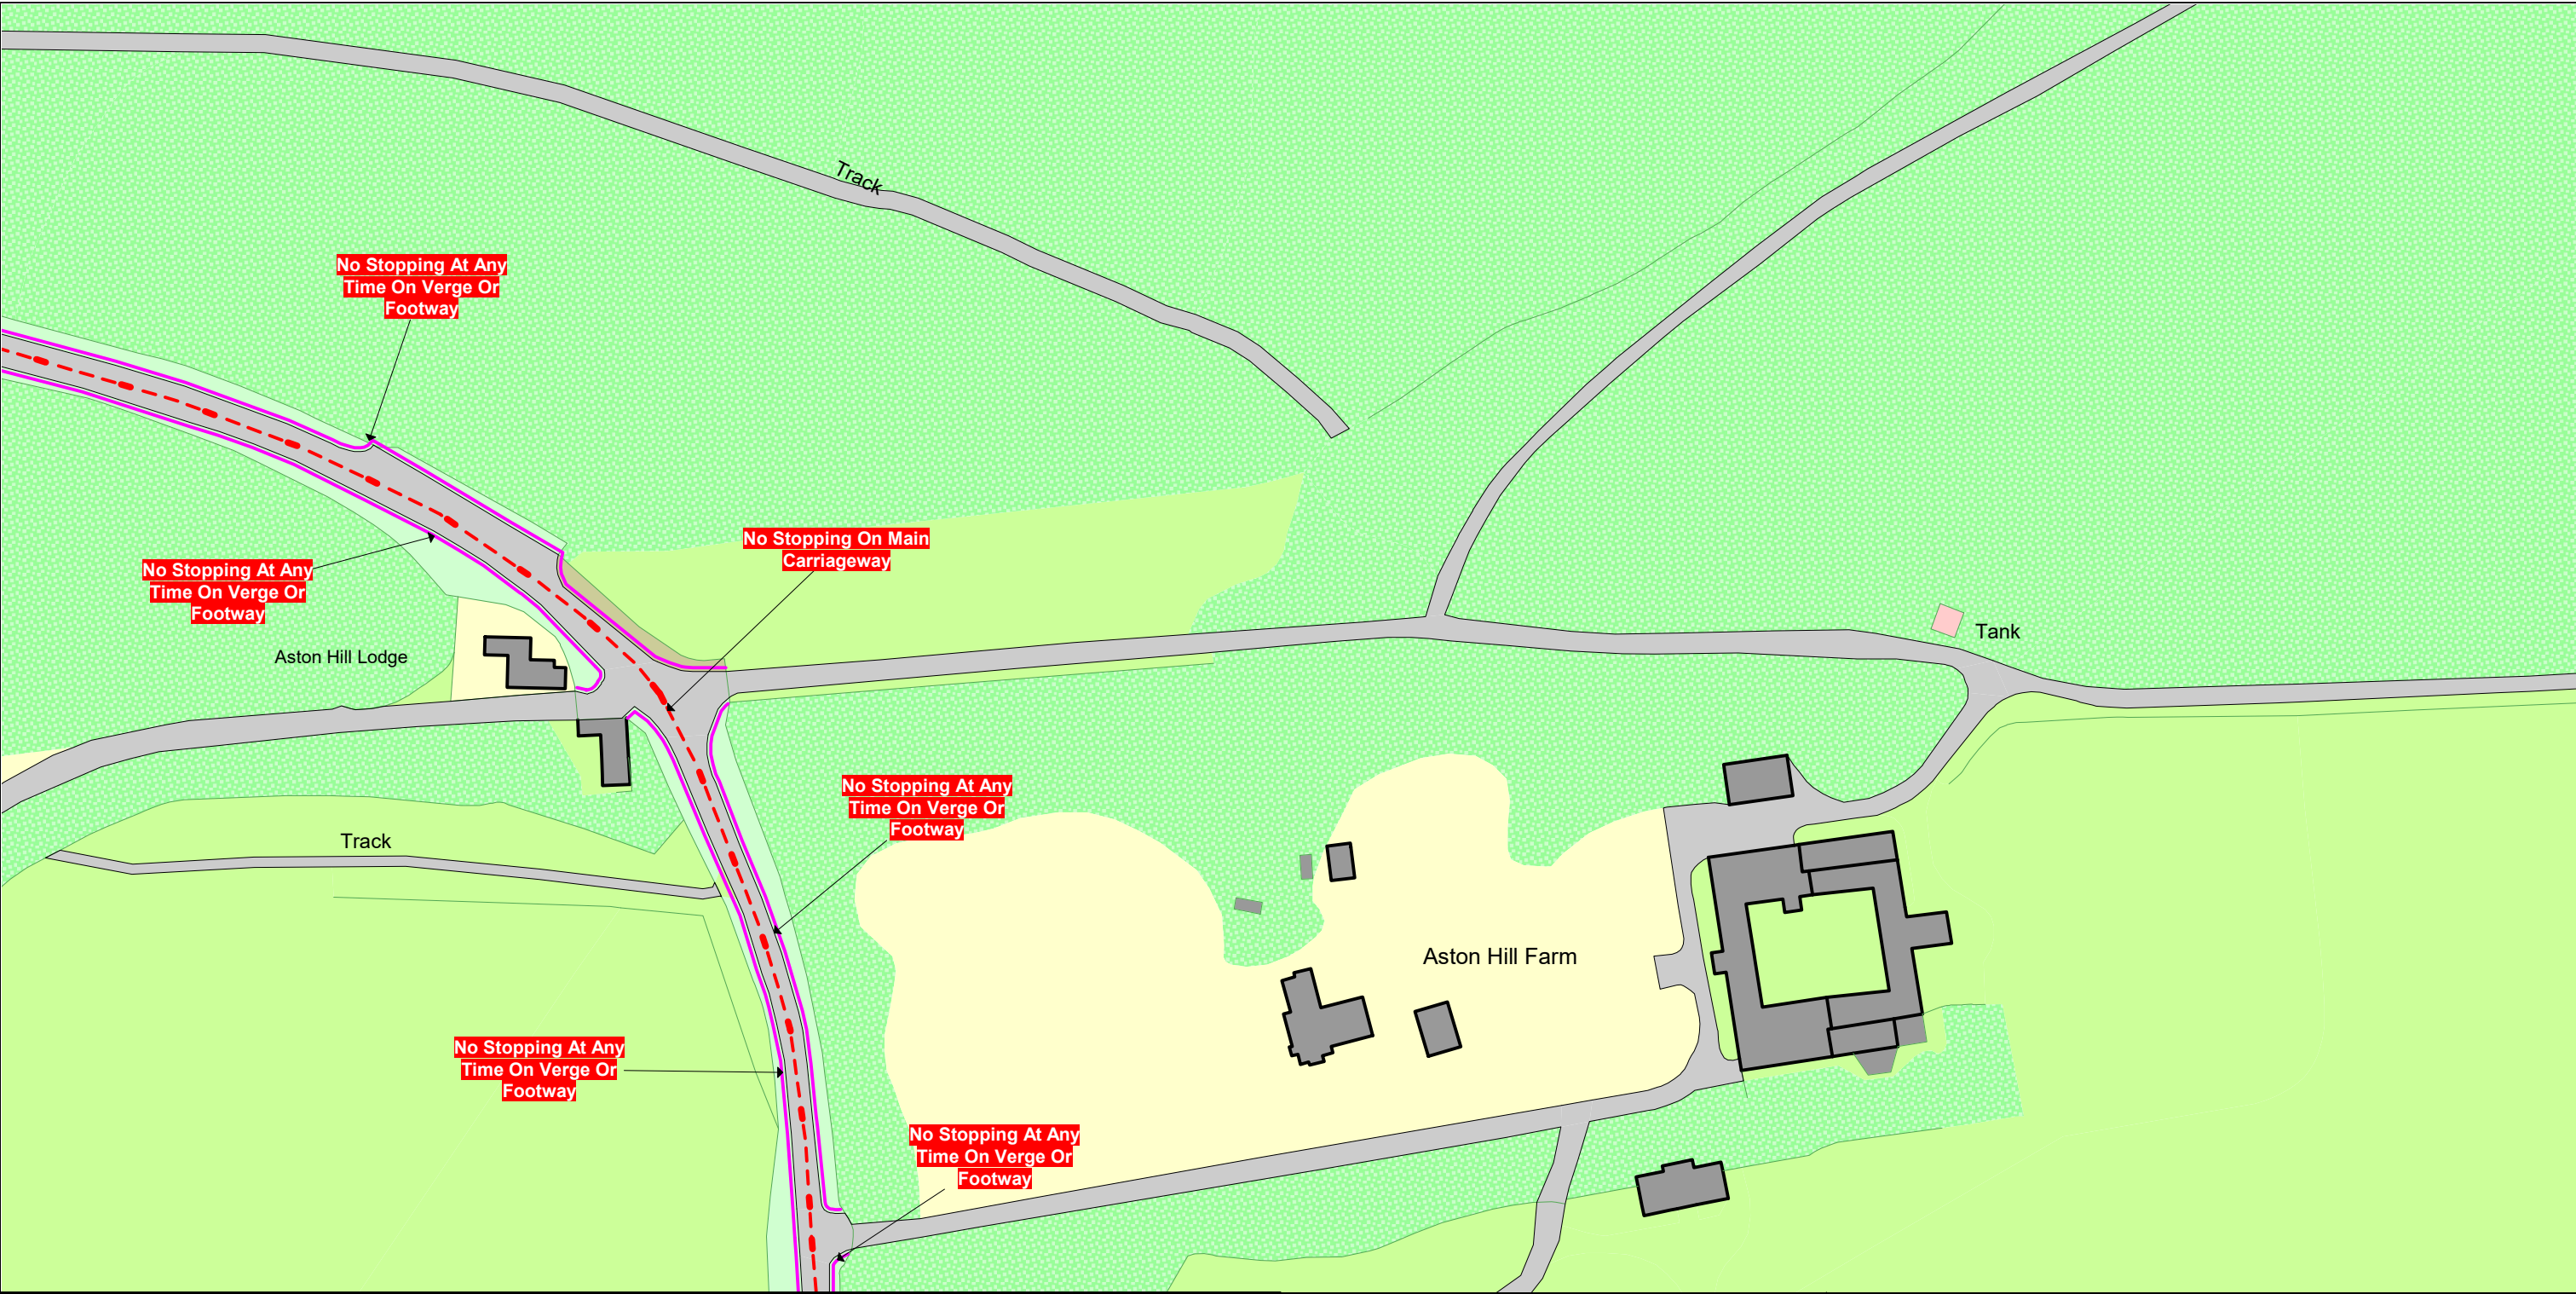 Track
No Stopping At Any
Time On Verge Or
Footway
No Stopping On Main
Carriageway
No Stopping At Any
Time On Verge Or
Footway
Tank
Aston Hill Lodge
No Stopping At Any
Time On Verge Or
Footway
Track
Aston Hill Farm
No Stopping At Any
Time On Verge Or
Footway
No Stopping At Any
Time On Verge Or
Footway